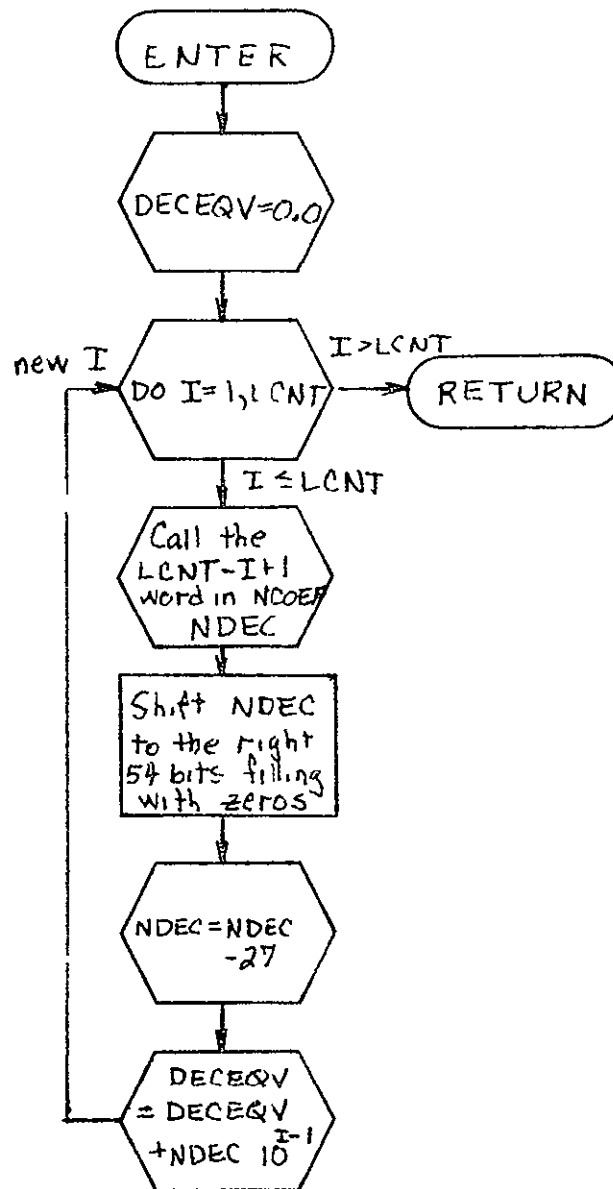 ENTER
DECEQV=0.0
new I
DO I=1,LCNT
I>LCNT
RETURN
I ≤ LCNT
Call the
LCNT-I+1
word in NCOEF
NDEC
Shift NDEC
to the right
54 bits filling
with zeros
NDEC=NDEC
-27
DECEQV
= DECEQV
+NDEC 10^I-1